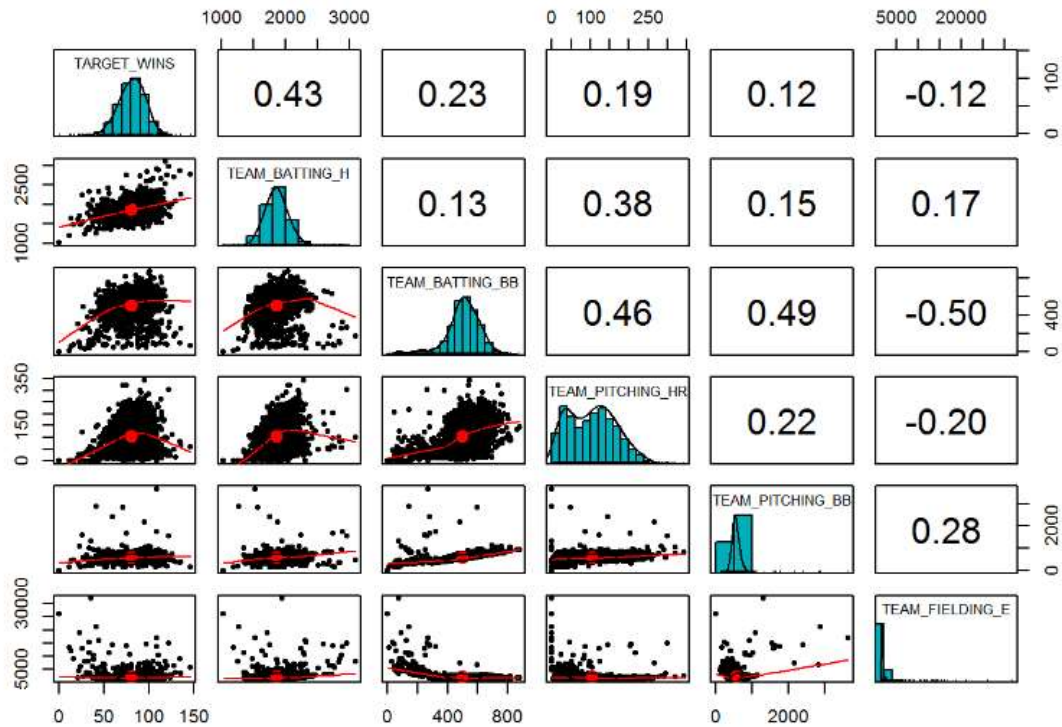 1000 2000 3000
0 100 250
5000 20000
TARGET_WINS
0.43
0.23
0.19
0.12
-0.12
0 100
1000 2500
TEAM_BATTING_H
0.13
0.38
0.15
0.17
TEAM_BATTING_BB
0.46
0.49
-0.50
0 400
0 150 350
TEAM_PITCHING_HR
0.22
-0.20
TEAM_PITCHING_BB
0.28
0 2000
5000 30000
TEAM_FIELDING_E
0 50 100 150
0 400 800
0 2000